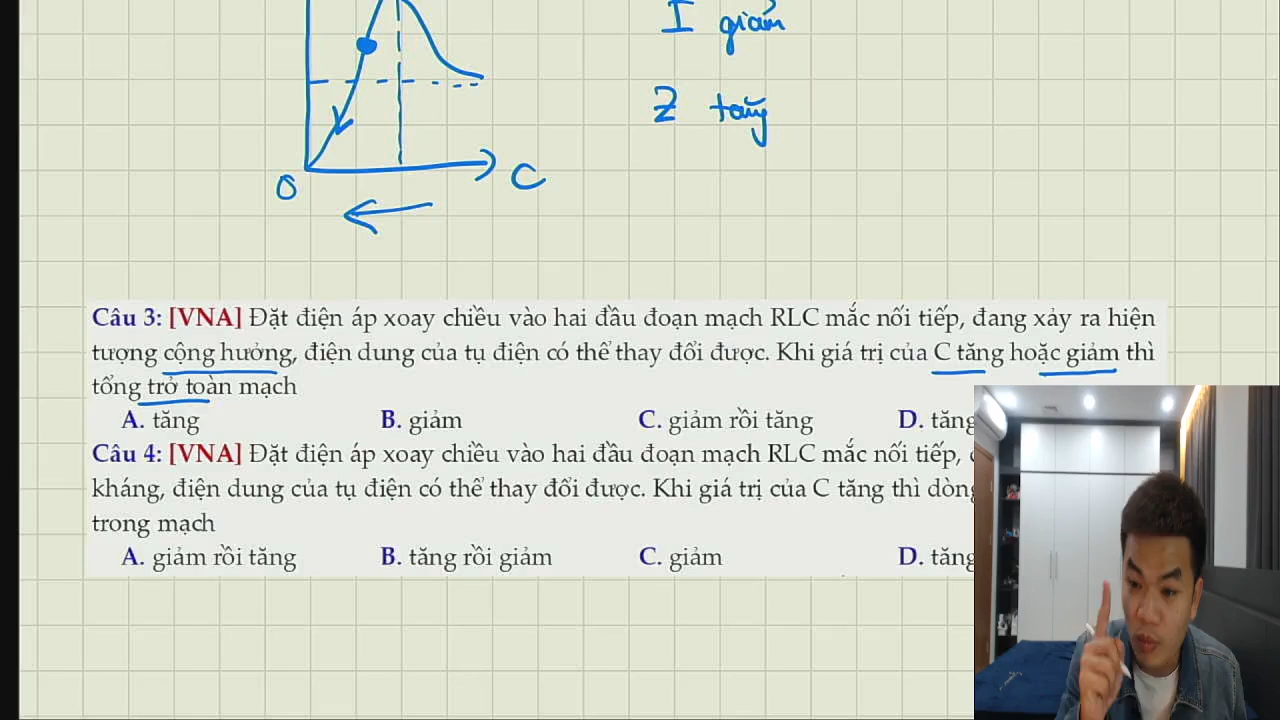 I giảm
Z tăng
O
C
Câu 3: [VNA] Đặt điện áp xoay chiều vào hai đầu đoạn mạch RLC mắc nối tiếp, đang xảy ra hiện
tượng cộng hưởng, điện dung của tụ điện có thể thay đổi được. Khi giá trị của C tăng hoặc giảm thì
tổng trở toàn mạch
A. tăng B. giảm C. giảm rồi tăng D. tăng
Câu 4: [VNA] Đặt điện áp xoay chiều vào hai đầu đoạn mạch RLC mắc nối tiếp,
kháng, điện dung của tụ điện có thể thay đổi được. Khi giá trị của C tăng thì dòng
trong mạch
A. giảm rồi tăng B. tăng rồi giảm C. giảm D. tăng